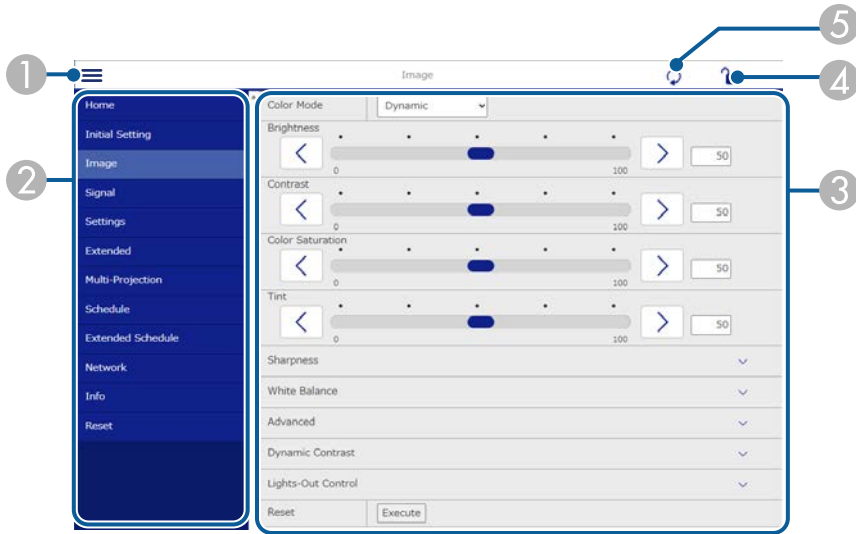 5
1
Image
4
Home
Color Mode Dynamic
Initial Setting
Brightness
50
0 100
Image
2
Signal
Contrast
3
50
0 100
Settings
Color Saturation
Extended
50
0 100
Multi-Projection
Tint
Schedule
50
0 100
Extended Schedule
Sharpness
Network
White Balance
Info
Advanced
Reset
Dynamic Contrast
Lights-Out Control
Reset Execute